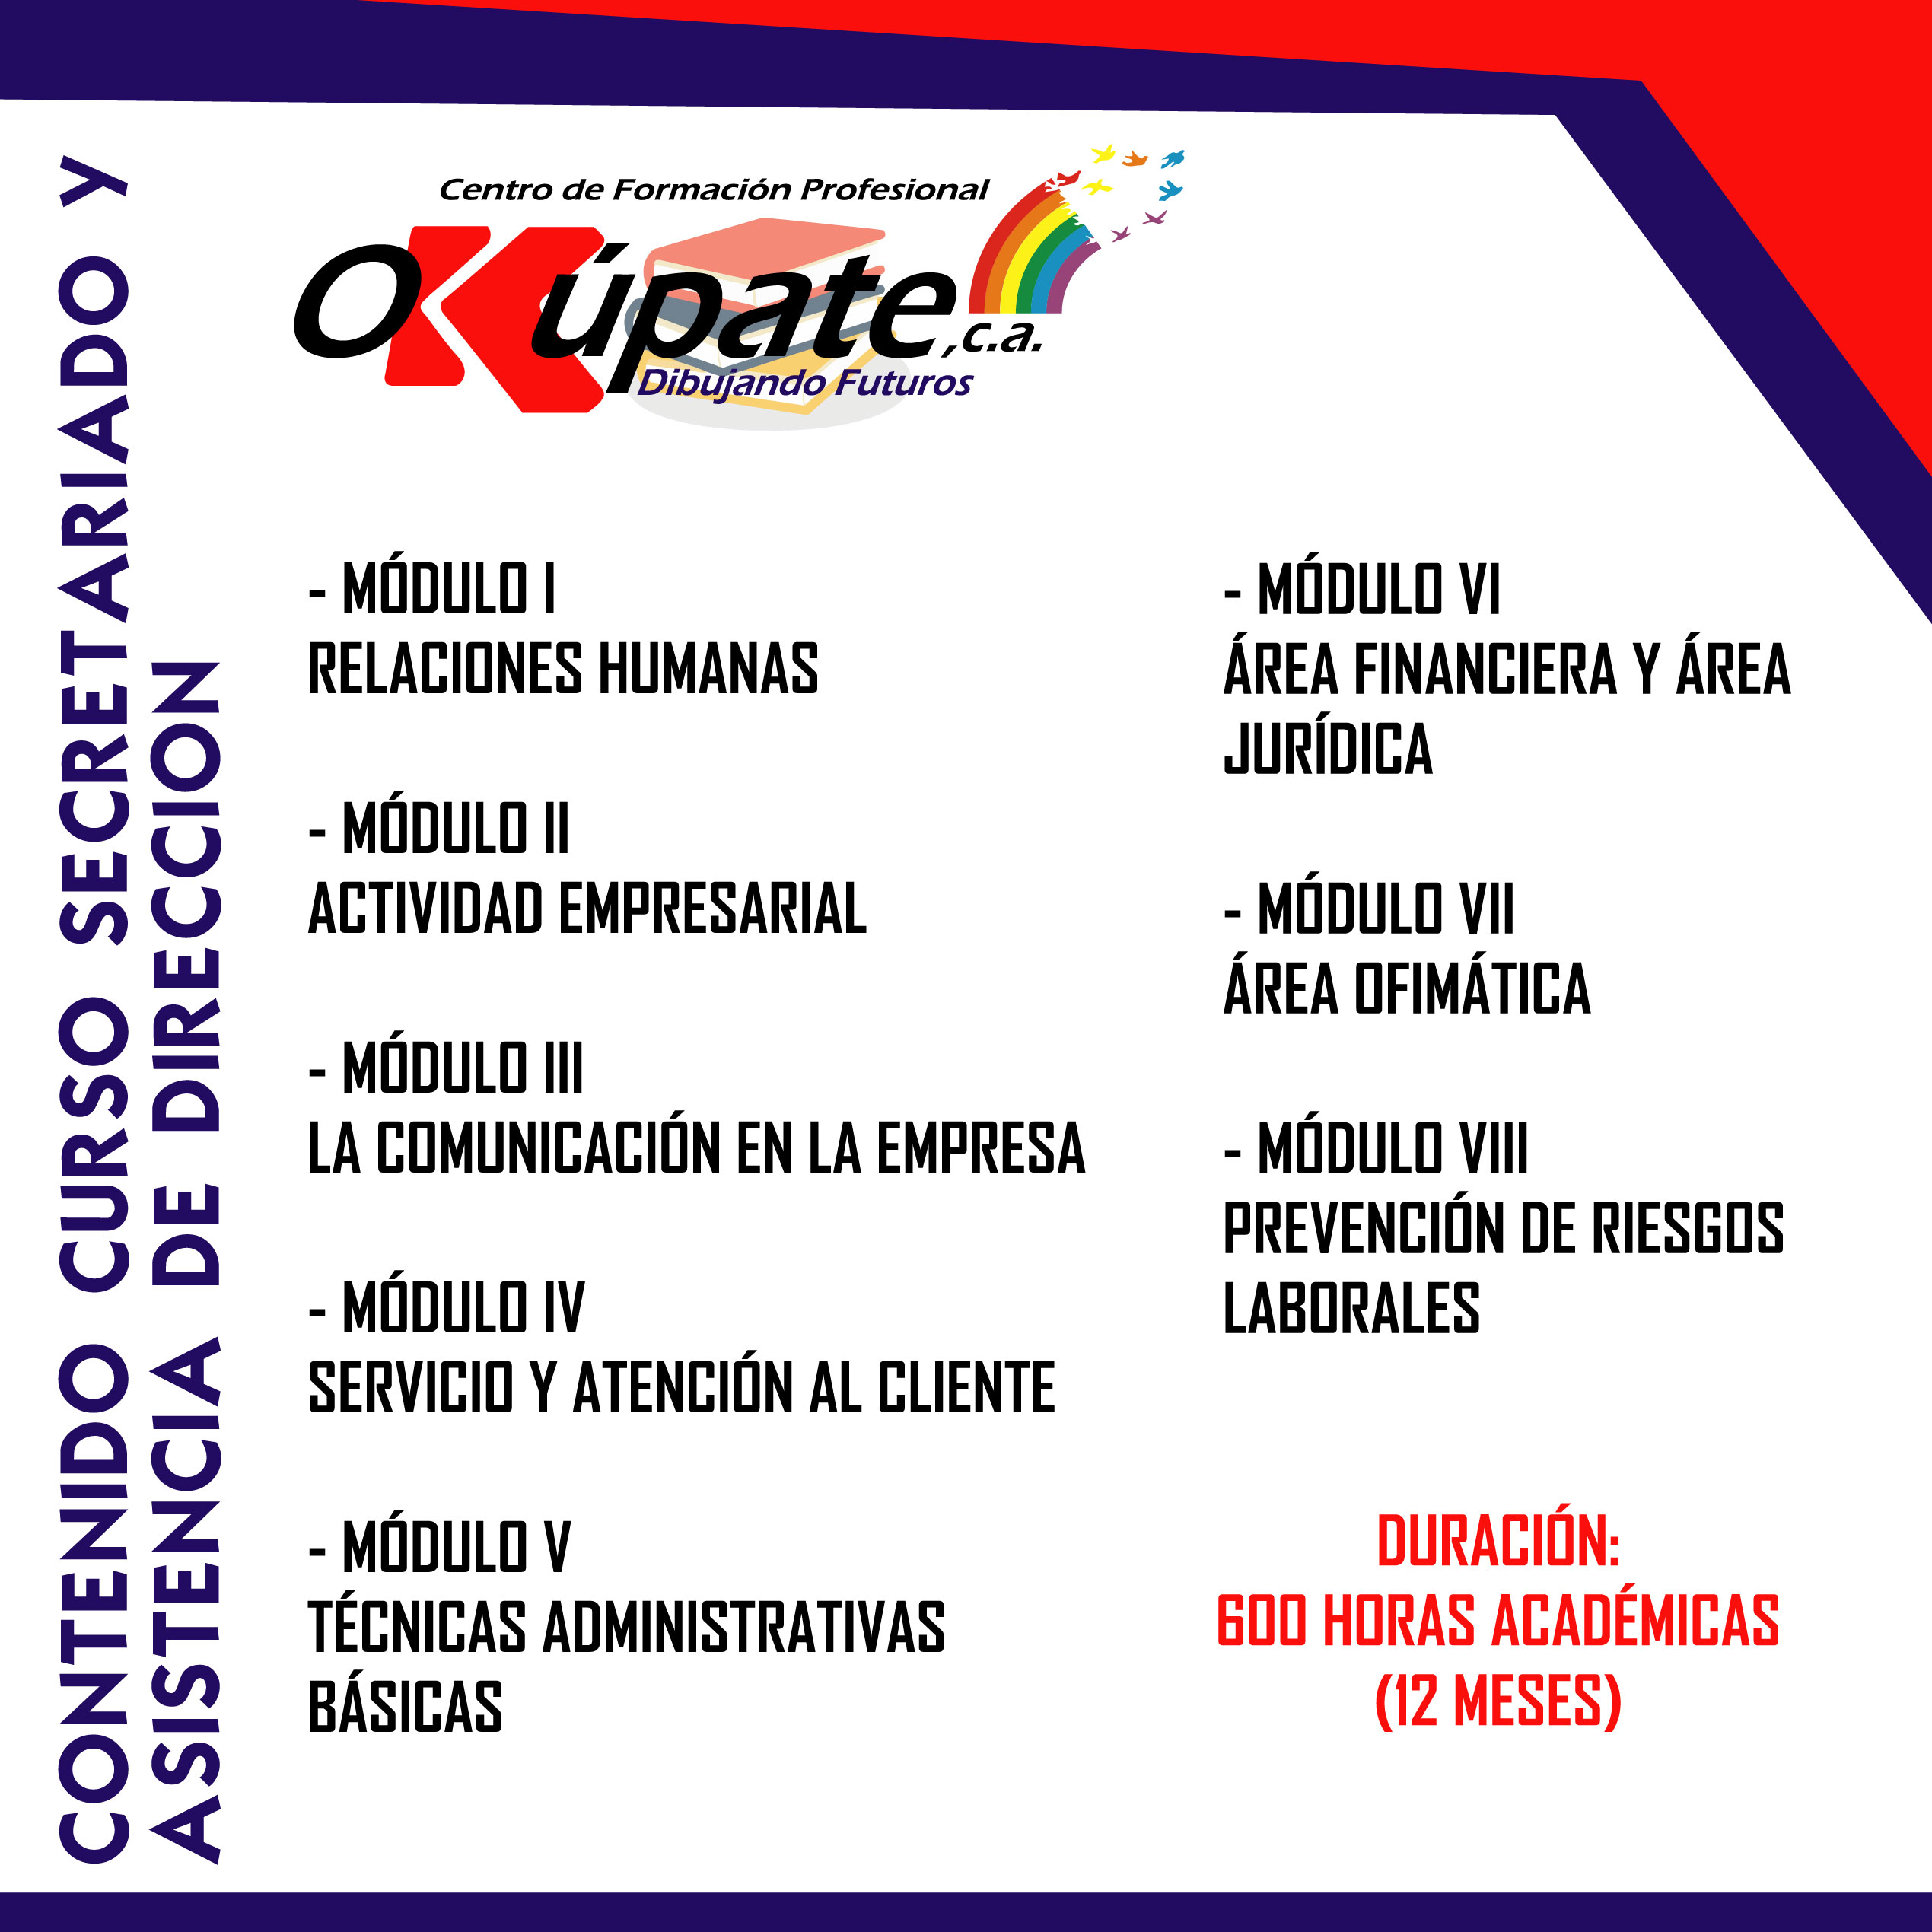 CONTENIDO CURSO SECRETARIADO Y
ASISTENCIA DE DIRECCION
Centro de Formación Profesional
OKúpate,c.a.
Dibujando Futuros
- MÓDULO I
RELACIONES HUMANAS
- MÓDULO II
ACTIVIDAD EMPRESARIAL
- MÓDULO III
LA COMUNICACIÓN EN LA EMPRESA
- MÓDULO IV
SERVICIO Y ATENCIÓN AL CLIENTE
- MÓDULO V
TÉCNICAS ADMINISTRATIVAS
BÁSICAS
- MÓDULO VI
ÁREA FINANCIERA Y ÁREA
JURÍDICA
- MÓDULO VII
ÁREA OFIMÁTICA
- MÓDULO VIII
PREVENCIÓN DE RIESGOS
LABORALES
DURACIÓN:
600 HORAS ACADÉMICAS
(12 MESES)